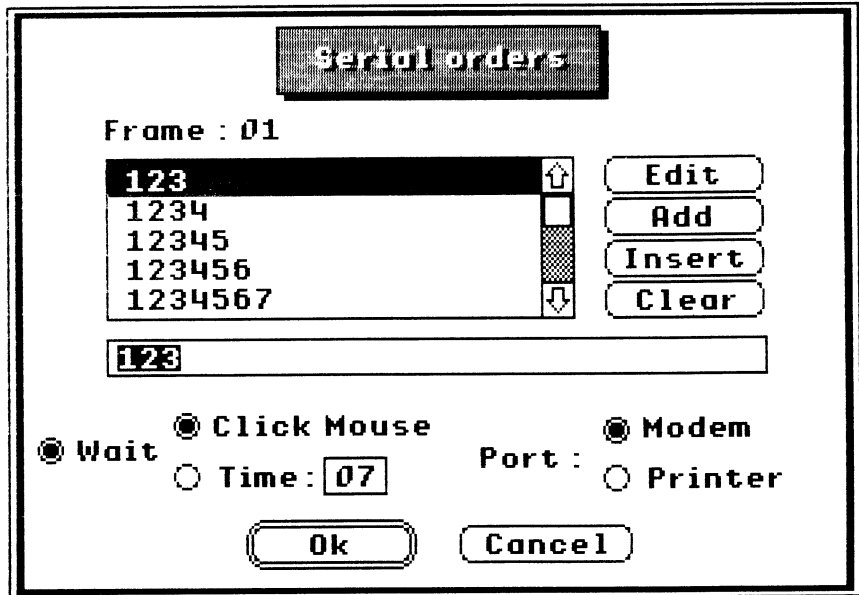 Serial orders
Frame : 01
123
1234
12345
123456
1234567
Edit
Add
Insert
Clear
123
Wait
Click Mouse
Time : 07
Port :
Modem
Printer
Ok
Cancel